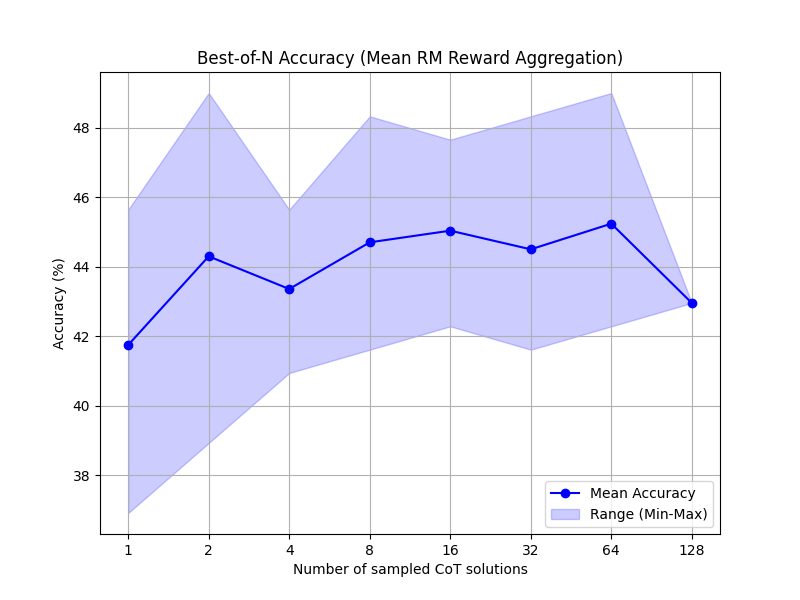 Best-of-N Accuracy (Mean RM Reward Aggregation)
48
46
44
42
40
38
Accuracy (%)
Mean Accuracy
Range (Min-Max)
1 2 4 8 16 32 64 128
Number of sampled CoT solutions